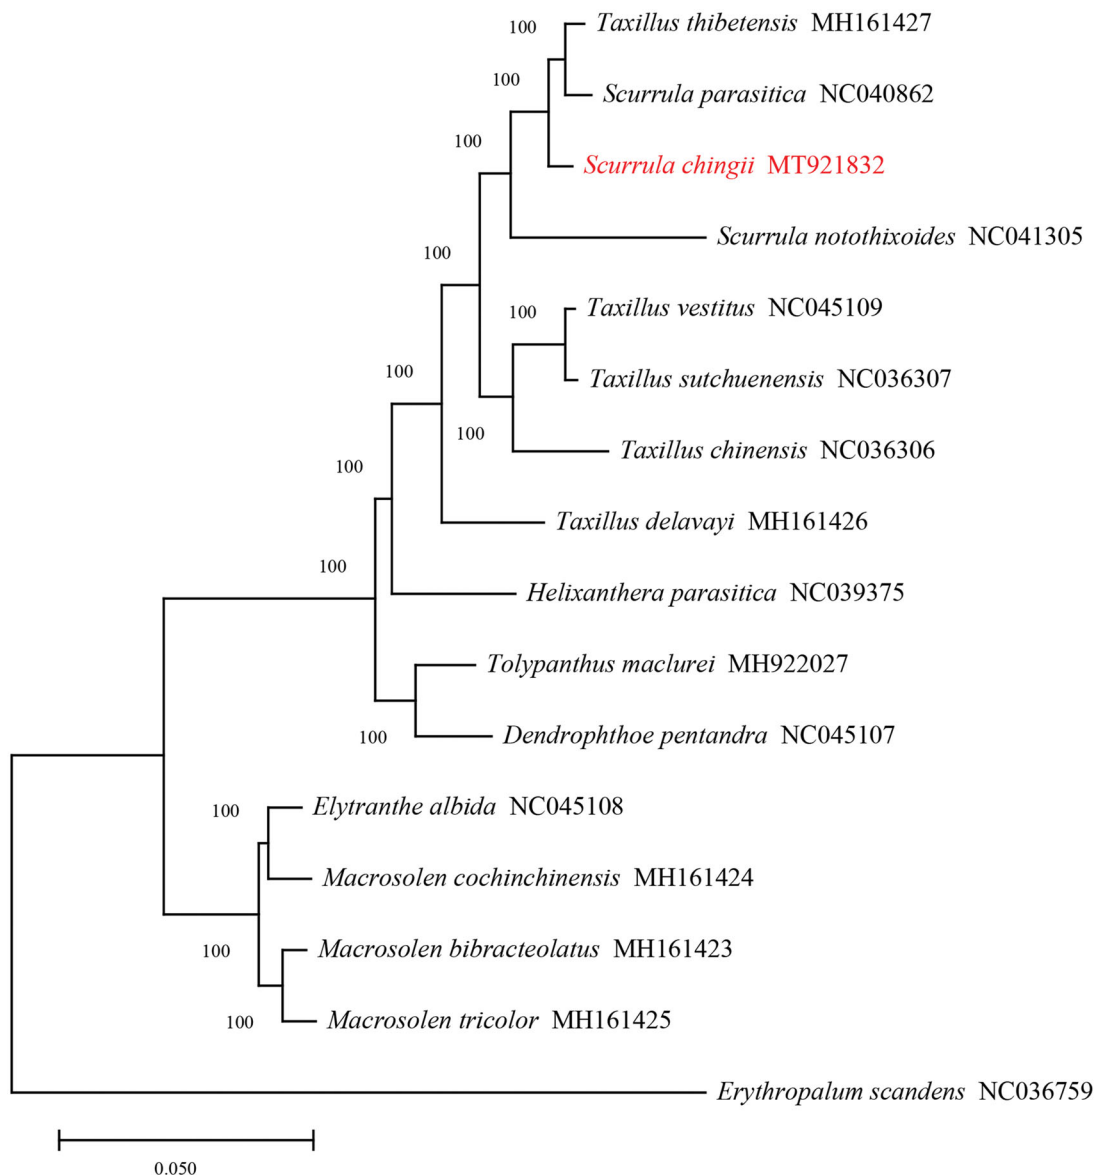 100
Taxillus thibetensis MH161427
100
Scurrula parasitica NC040862
100
Scurrula chingii MT921832
Scurrula notothixoides NC041305
100
100
Taxillus vestitus NC045109
100
Taxillus sutchuenensis NC036307
100
Taxillus chinensis NC036306
100
Taxillus delavayi MH161426
100
Helixanthera parasitica NC039375
Tolypanthus maclurei MH922027
100
Dendrophthoe pentandra NC045107
100
Elytranthe albida NC045108
Macrosolen cochinchinensis MH161424
100
Macrosolen bibracteolatus MH161423
100
Macrosolen tricolor MH161425
Erythropalum scandens NC036759
0.050